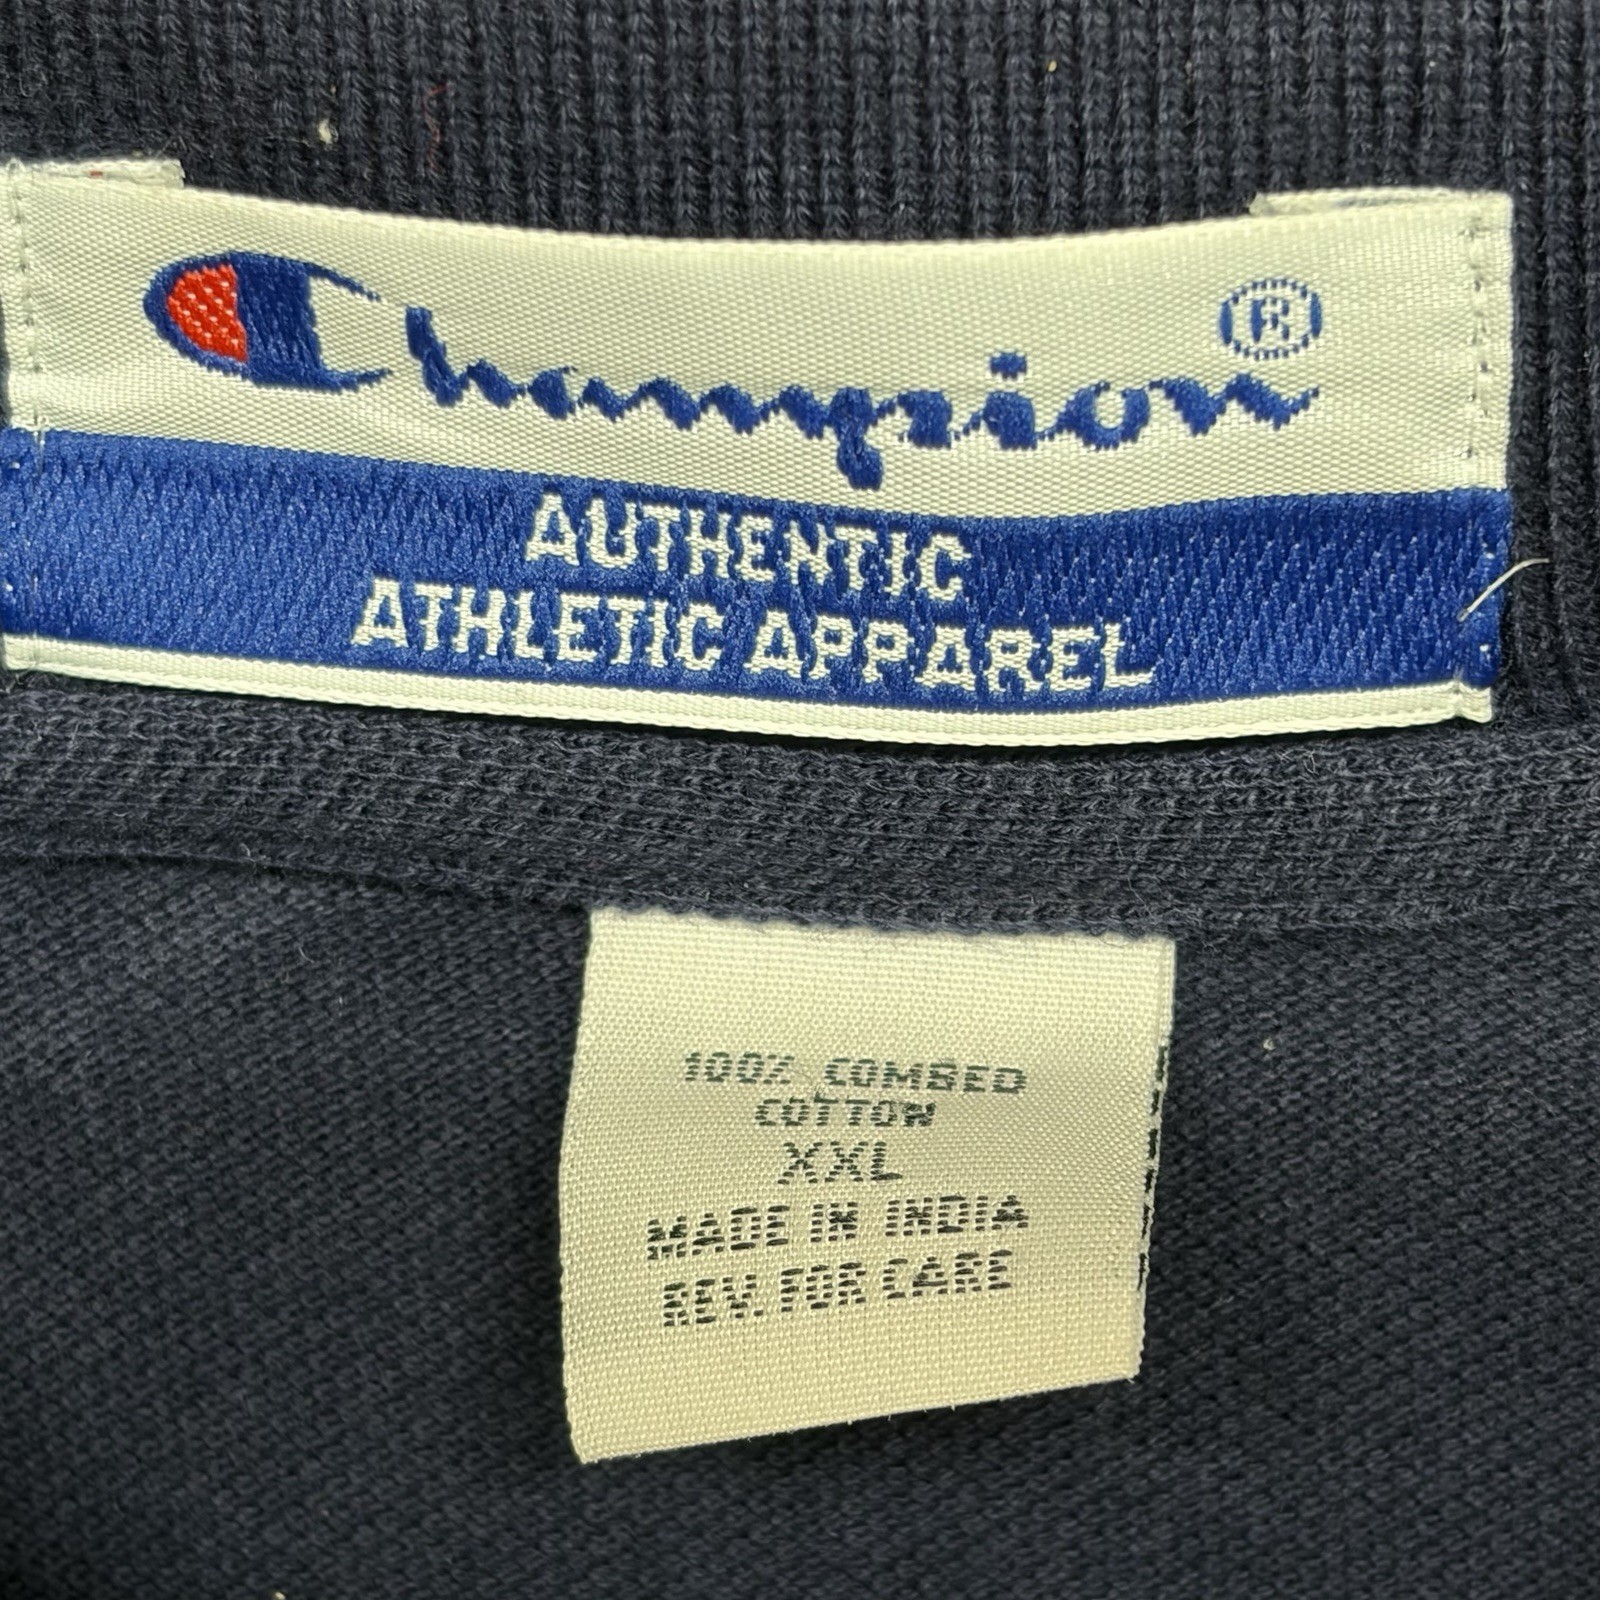 Champion®
AUTHENTIC
ATHLETIC APPAREL
100% COMBED
COTTON
XXL
MADE IN INDIA
REV. FOR CARE